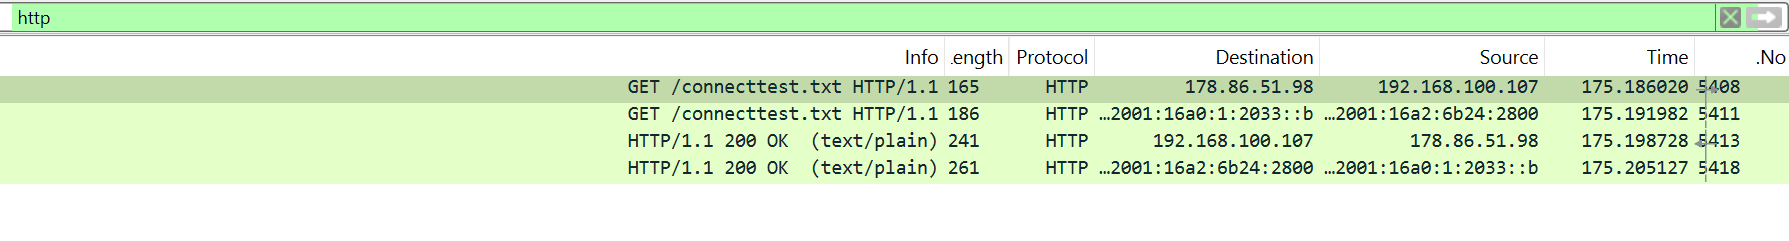 http
Info .ength Protocol Destination Source Time .No
GET /connecttest.txt HTTP/1.1 165 HTTP 178.86.51.98 192.168.100.107 175.186020 5408
GET /connecttest.txt HTTP/1.1 186 HTTP …2001:16a0:1:2033::b …2001:16a2:6b24:2800 175.191982 5411
HTTP/1.1 200 OK (text/plain) 241 HTTP 192.168.100.107 178.86.51.98 175.198728 5413
HTTP/1.1 200 OK (text/plain) 261 HTTP …2001:16a2:6b24:2800 …2001:16a0:1:2033::b 175.205127 5418